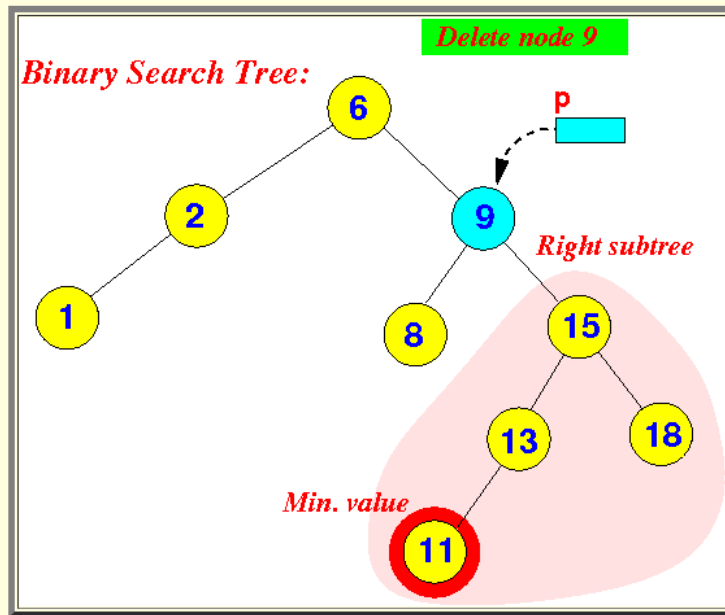 Delete node 9
Binary Search Tree:
p
6
2
9
Right subtree
1
8
15
13
18
Min. value
11